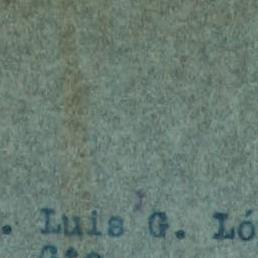 . Luis G. Ló